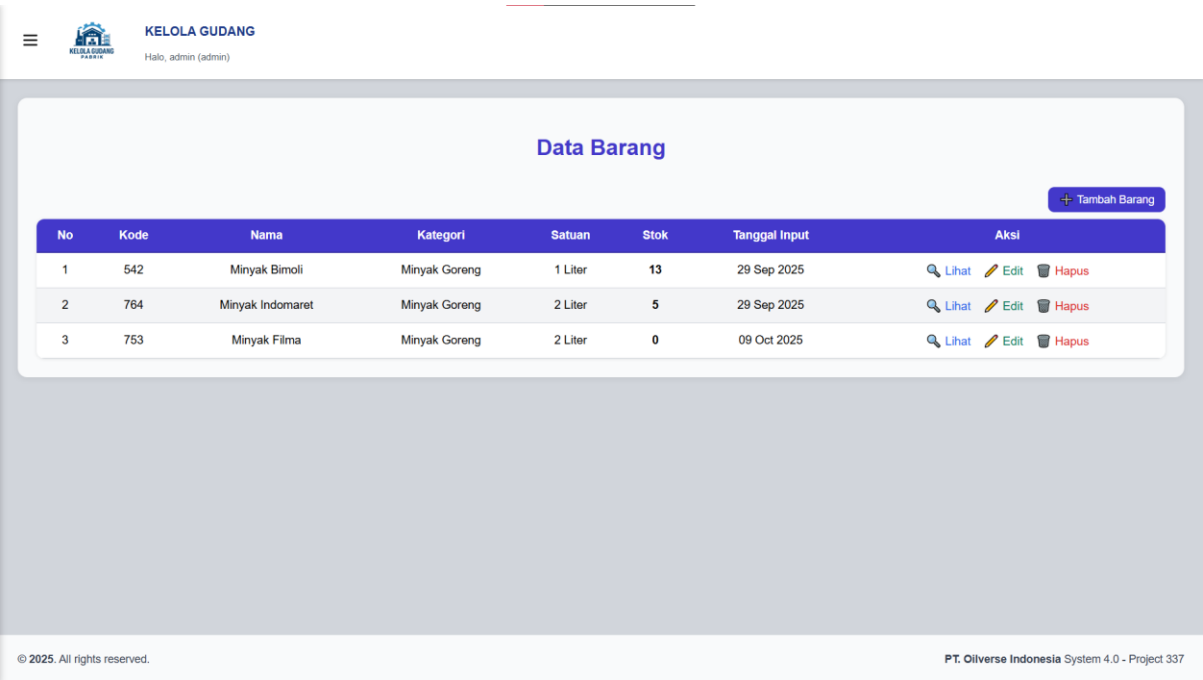 KELOLA GUDANG
PABRIK
KELOLA GUDANG
Halo, admin (admin)
Data Barang
Tambah Barang
No Kode Nama Kategori Satuan Stok Tanggal Input Aksi
1 542 Minyak Bimoli Minyak Goreng 1 Liter 13 29 Sep 2025 Lihat Edit Hapus
2 764 Minyak Indomaret Minyak Goreng 2 Liter 5 29 Sep 2025 Lihat Edit Hapus
3 753 Minyak Filma Minyak Goreng 2 Liter 0 09 Oct 2025 Lihat Edit Hapus
© 2025. All rights reserved. PT. Oilverse Indonesia System 4.0 - Project 337